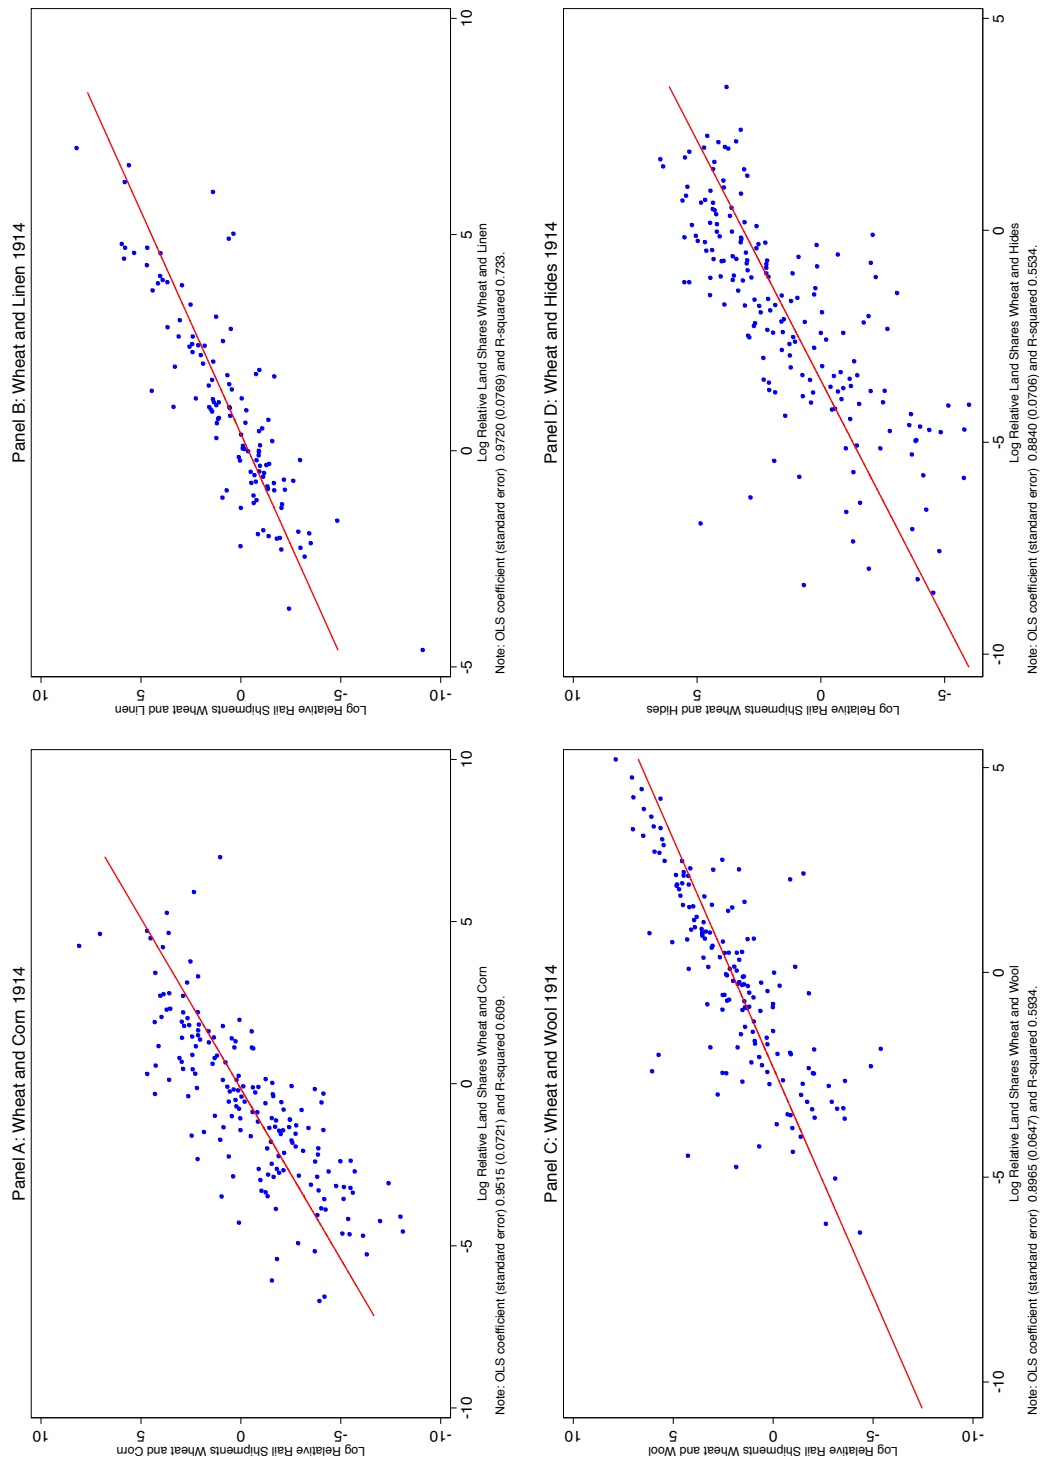 Panel A: Wheat and Corn 1914
Log Relative Rail Shipments Wheat and Corn
10
5
0
-5
-10
-10
-5
0
5
10
Log Relative Land Shares Wheat and Corn
Note: OLS coefficient (standard error) 0.9515 (0.0721) and R-squared 0.609.
Panel B: Wheat and Linen 1914
Log Relative Rail Shipments Wheat and Linen
10
5
0
-5
-10
-5
0
5
10
Log Relative Land Shares Wheat and Linen
Note: OLS coefficient (standard error) 0.9720 (0.0769) and R-squared 0.733.
Panel C: Wheat and Wool 1914
Log Relative Rail Shipments Wheat and Wool
10
5
0
-5
-10
-10
-5
0
5
Log Relative Land Shares Wheat and Wool
Note: OLS coefficient (standard error) 0.8965 (0.0647) and R-squared 0.5934.
Panel D: Wheat and Hides 1914
Log Relative Rail Shipments Wheat and Hides
10
5
0
-5
-10
-5
0
5
Log Relative Land Shares Wheat and Hides
Note: OLS coefficient (standard error) 0.8840 (0.0706) and R-squared 0.5534.